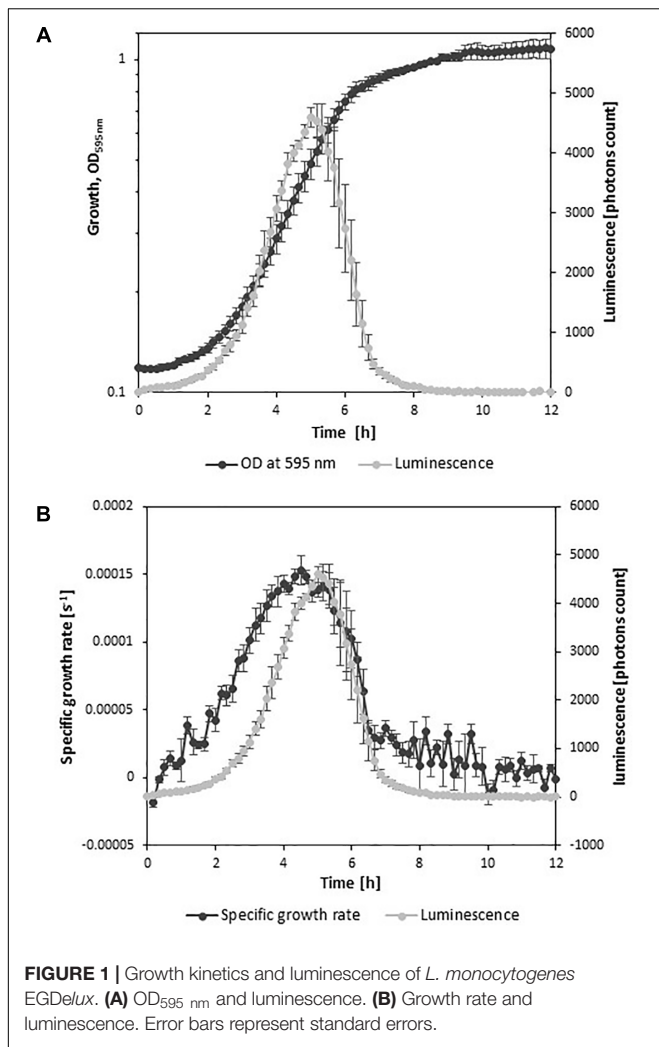 A
1
0.1
Growth, OD595nm
6000
5000
4000
3000
2000
1000
0
Luminescence [photons count]
0 2 4 6 8 10 12
Time [h]
OD at 595 nm Luminescence
B
0.0002
0.00015
0.0001
0.00005
0
-0.00005
Specific growth rate [s-1]
6000
5000
4000
3000
2000
1000
0
-1000
luminescence [photons count]
0 2 4 6 8 10 12
Time [h]
Specific growth rate Luminescence
FIGURE 1 | Growth kinetics and luminescence of L. monocytogenes
EGDelux. (A) OD595 nm and luminescence. (B) Growth rate and
luminescence. Error bars represent standard errors.